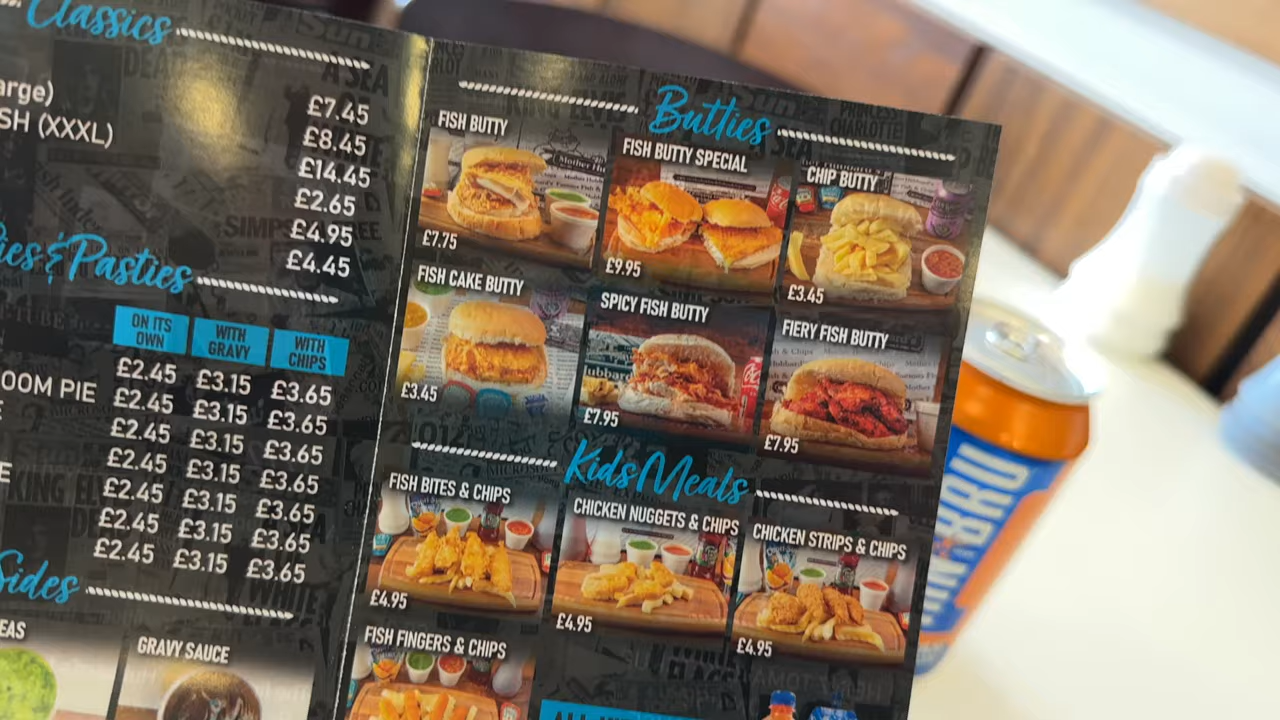 Classics
arge)
SH (XXXL)
£7.45
£8.45
£14.45
£2.65
£4.95
£4.45
ies & Pasties
ON ITS OWN
WITH GRAVY
WITH CHIPS
£2.45 £3.15 £3.65
OOM PIE £2.45 £3.15 £3.65
£2.45 £3.15 £3.65
£2.45 £3.15 £3.65
£2.45 £3.15 £3.65
£2.45 £3.15 £3.65
£2.45 £3.15 £3.65
Sides
EAS
GRAVY SAUCE
Butties
FISH BUTTY
£7.75
FISH BUTTY SPECIAL
£9.95
CHIP BUTTY
£3.45
FISH CAKE BUTTY
£3.45
SPICY FISH BUTTY
£7.95
FIERY FISH BUTTY
£7.95
Kids Meals
FISH BITES & CHIPS
£4.95
CHICKEN NUGGETS & CHIPS
£4.95
CHICKEN STRIPS & CHIPS
£4.95
FISH FINGERS & CHIPS
BRU